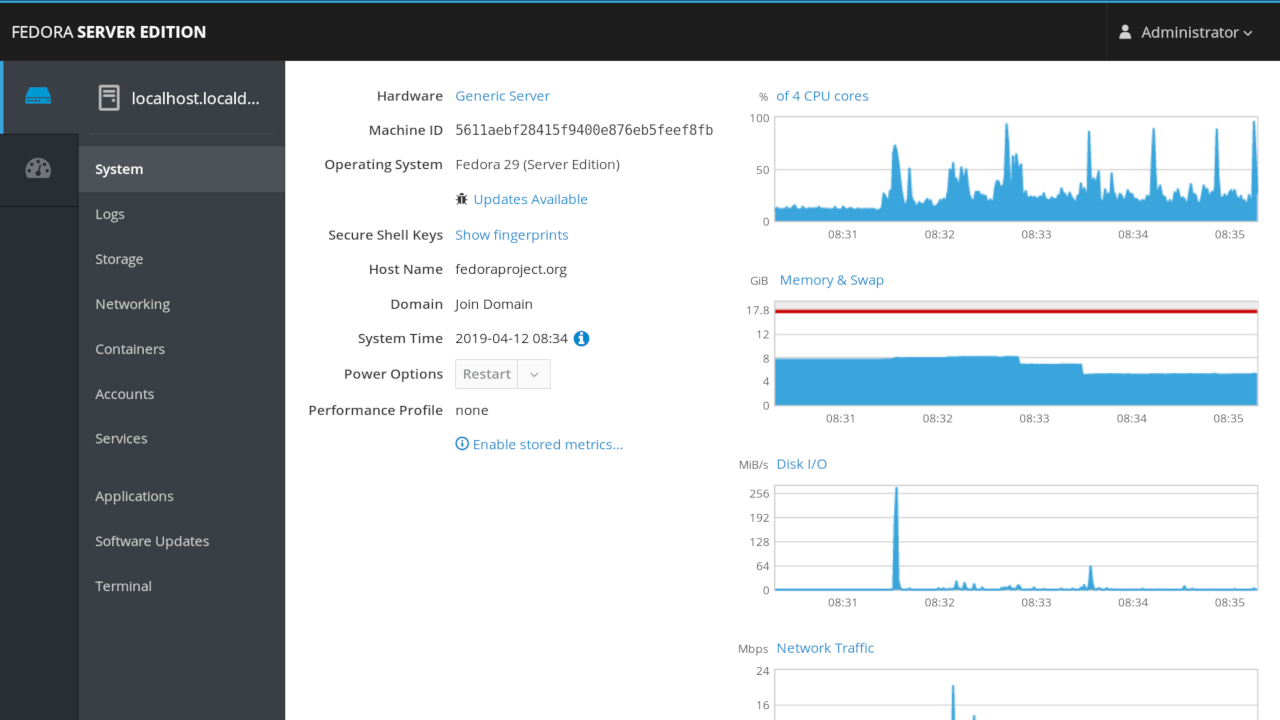 FEDORA SERVER EDITION
Administrator
localhost.locald...
System
Logs
Storage
Networking
Containers
Accounts
Services
Applications
Software Updates
Terminal
Hardware Generic Server
Machine ID 5611aebf28415f9400e876eb5feef8fb
Operating System Fedora 29 (Server Edition)
Updates Available
Secure Shell Keys Show fingerprints
Host Name fedoraproject.org
Domain Join Domain
System Time 2019-04-12 08:34
Power Options Restart
Performance Profile none
Enable stored metrics...
% of 4 CPU cores
100
50
0
08:31 08:32 08:33 08:34 08:35
GiB Memory & Swap
17.8
12
8
4
0
08:31 08:32 08:33 08:34 08:35
MiB/s Disk I/O
256
192
128
64
0
08:31 08:32 08:33 08:34 08:35
Mbps Network Traffic
24
16